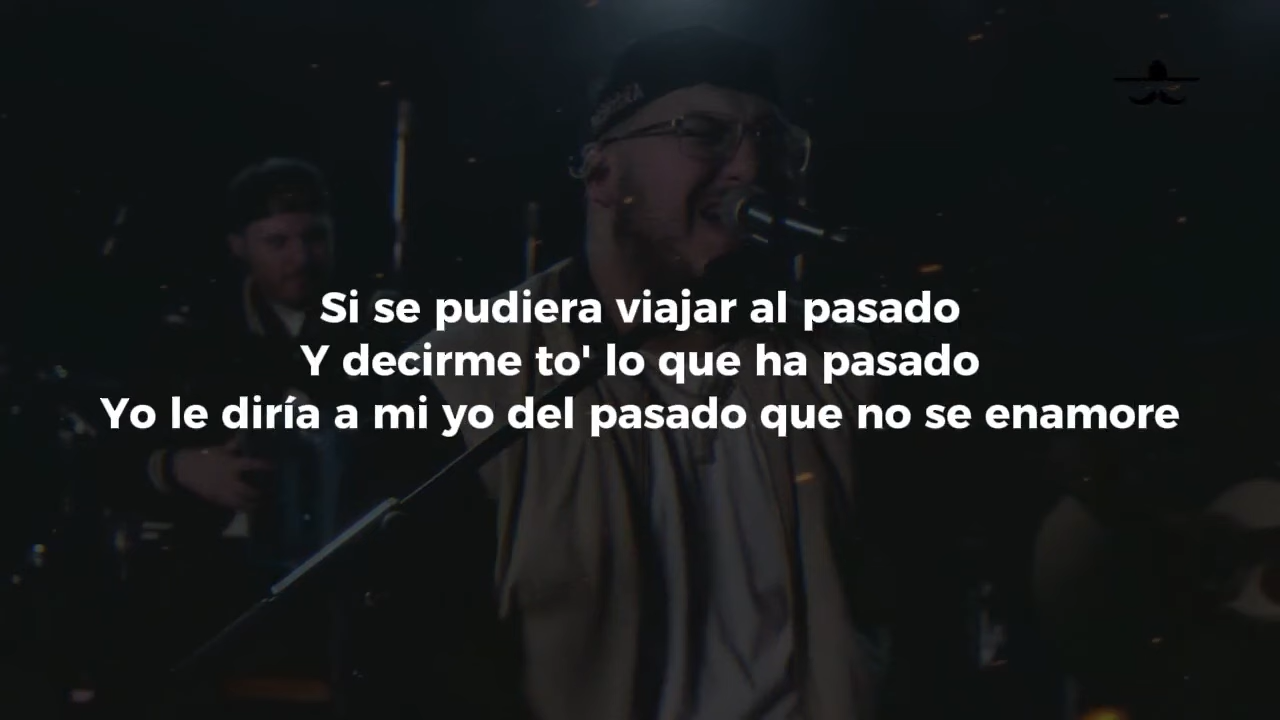 Si se pudiera viajar al pasado
Y decirme to' lo que ha pasado
Yo le diría a mi yo del pasado que no se enamore